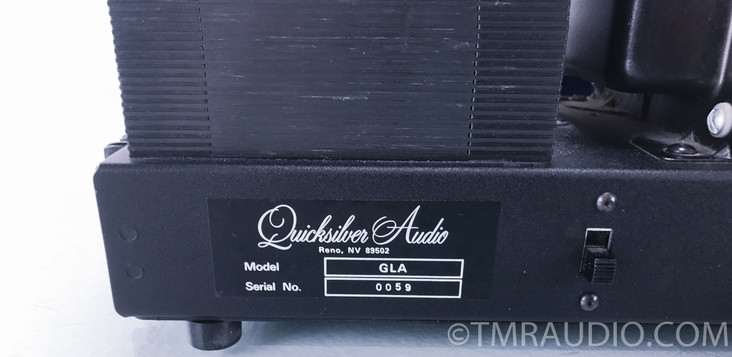 Quicksilver Audio
Reno, NV 89502
Model GLA
Serial No. 0059
TMRAUDIO.COM